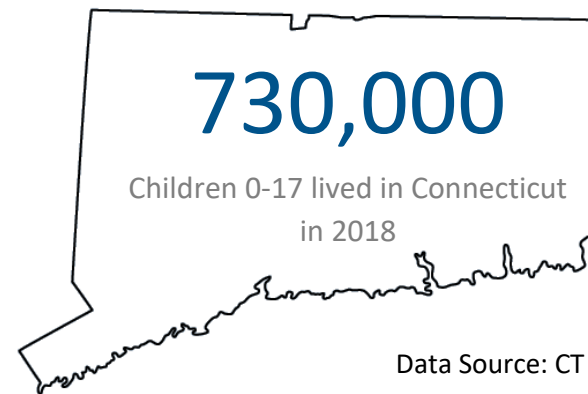 730,000
Children 0-17 lived in Connecticut
in 2018
Data Source: CT